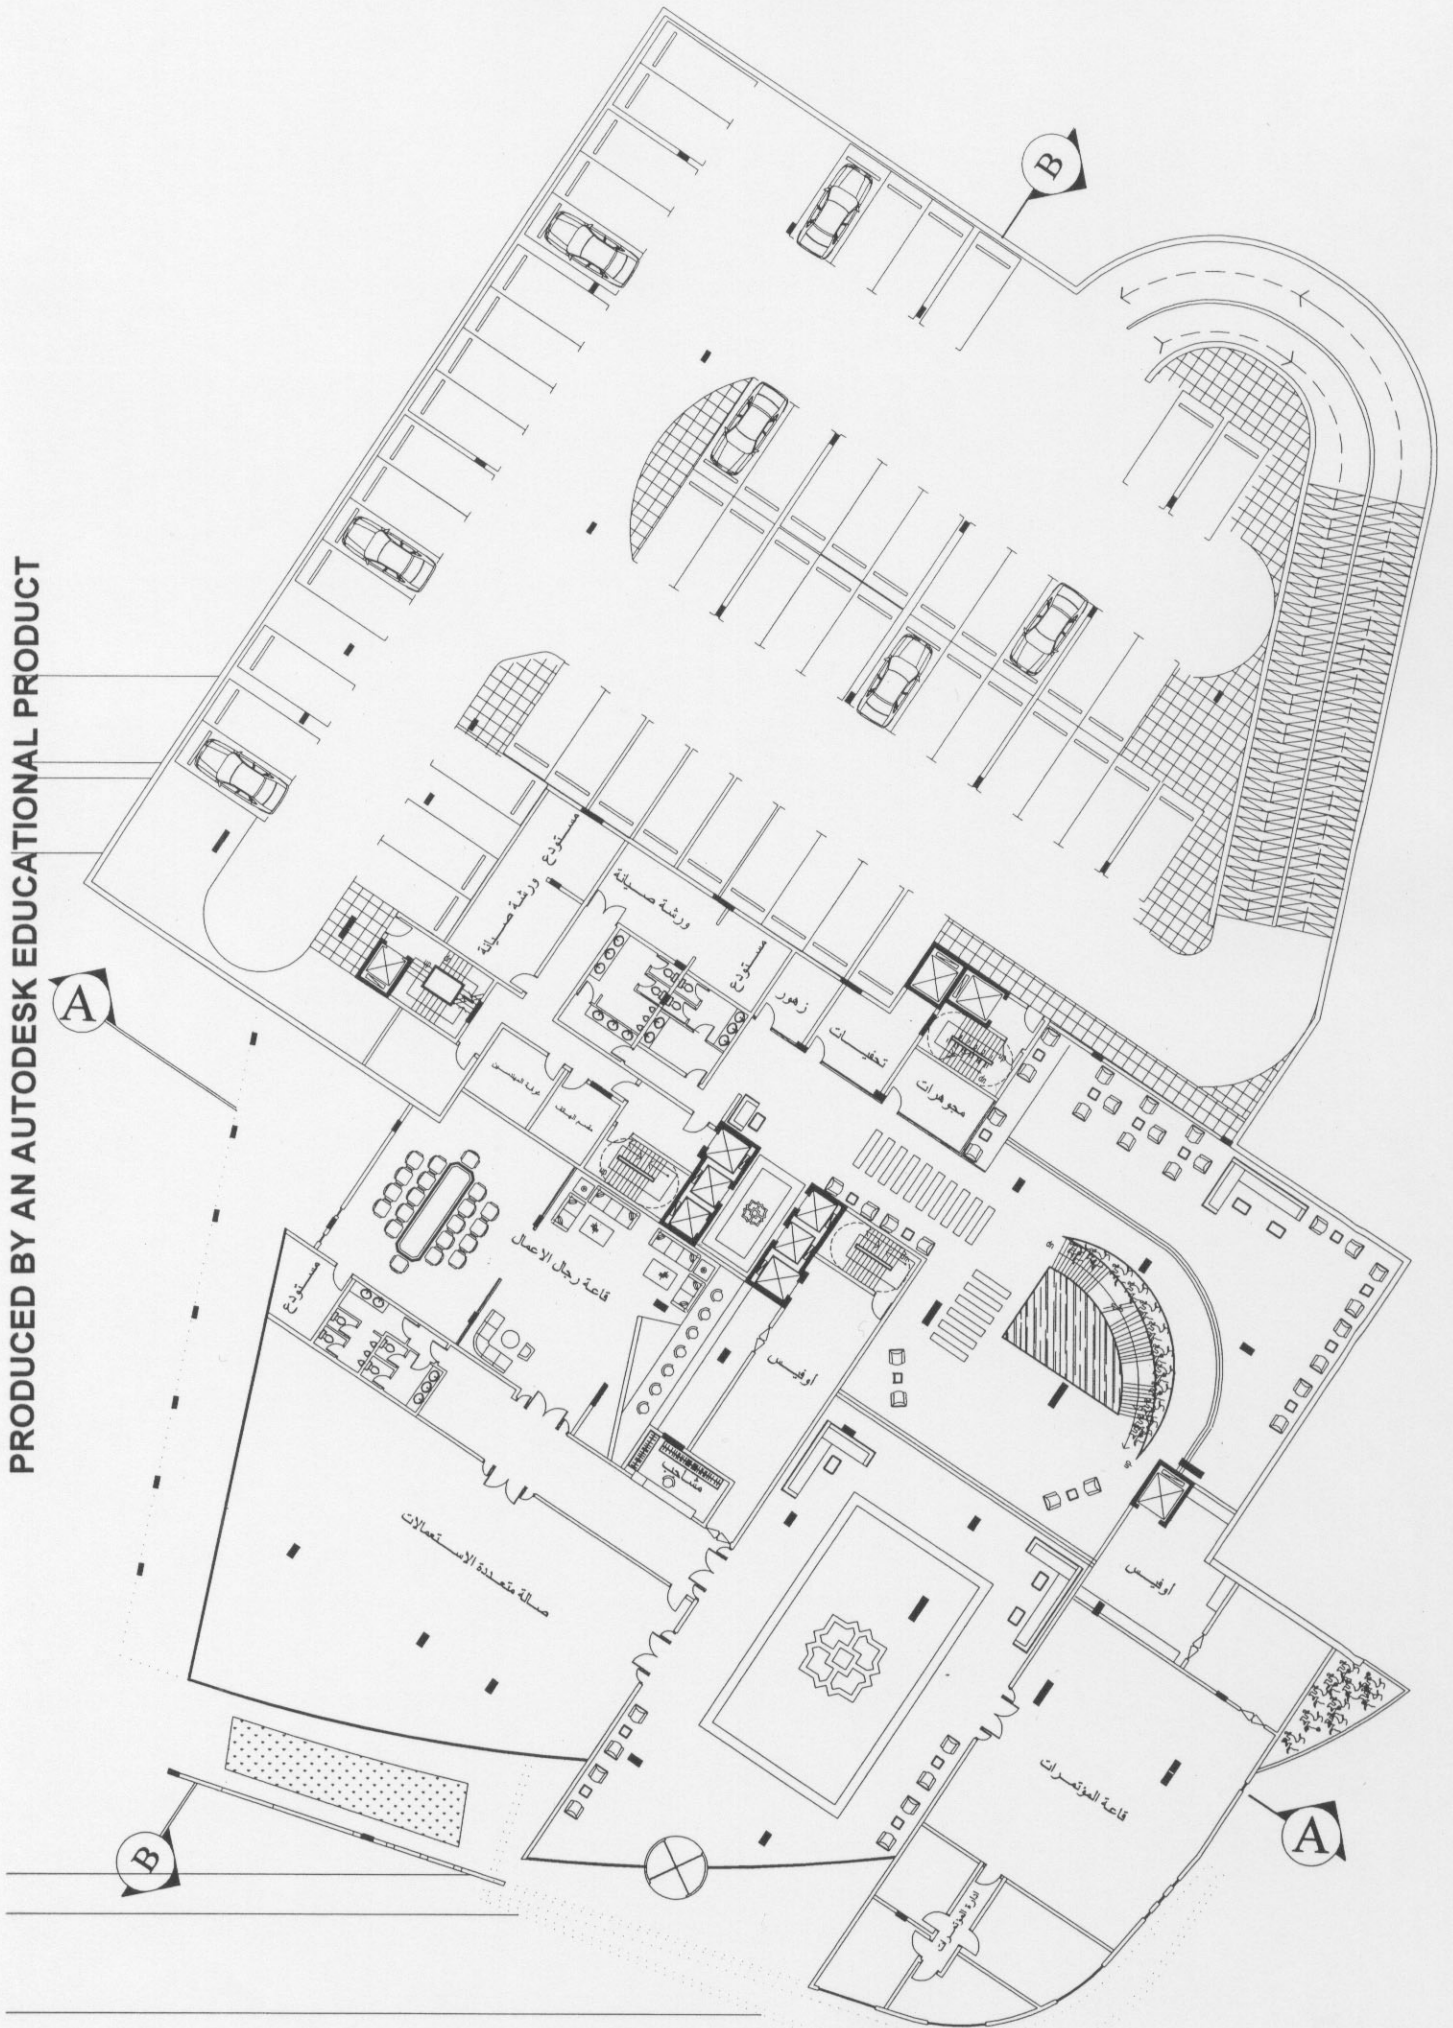 PRODUCED BY AN AUTODESK EDUCATIONAL PRODUCT
B
A
مستودع
ورشة صيانة
ورشة صيانة
مستودع
زهور
تحفيات
مجوهرات
قاعة رجال الاعمال
مستودع
اوفيس
مشاجب
صالة متعددة الاستعمالات
اوفيس
قاعة المؤتمرات
ادارة المؤتمرات
B
A